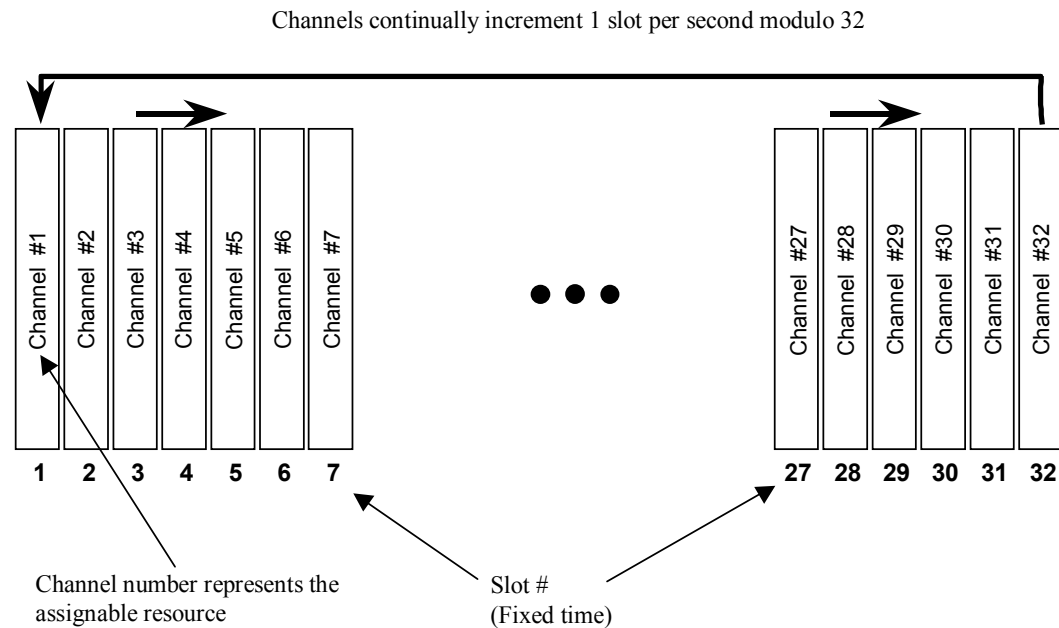 Channels continually increment 1 slot per second modulo 32
Channel #1
Channel #2
Channel #3
Channel #4
Channel #5
Channel #6
Channel #7
Channel #27
Channel #28
Channel #29
Channel #30
Channel #31
Channel #32
1 2 3 4 5 6 7 27 28 29 30 31 32
Channel number represents the
assignable resource
Slot #
(Fixed time)